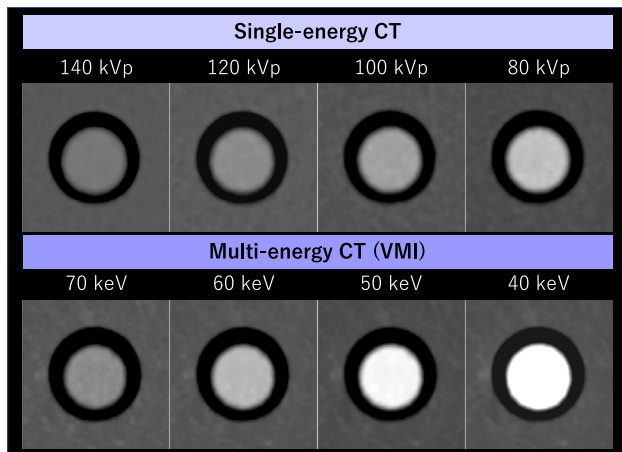 Single-energy CT
140 kVp 120 kVp 100 kVp 80 kVp
Multi-energy CT (VMI)
70 keV 60 keV 50 keV 40 keV